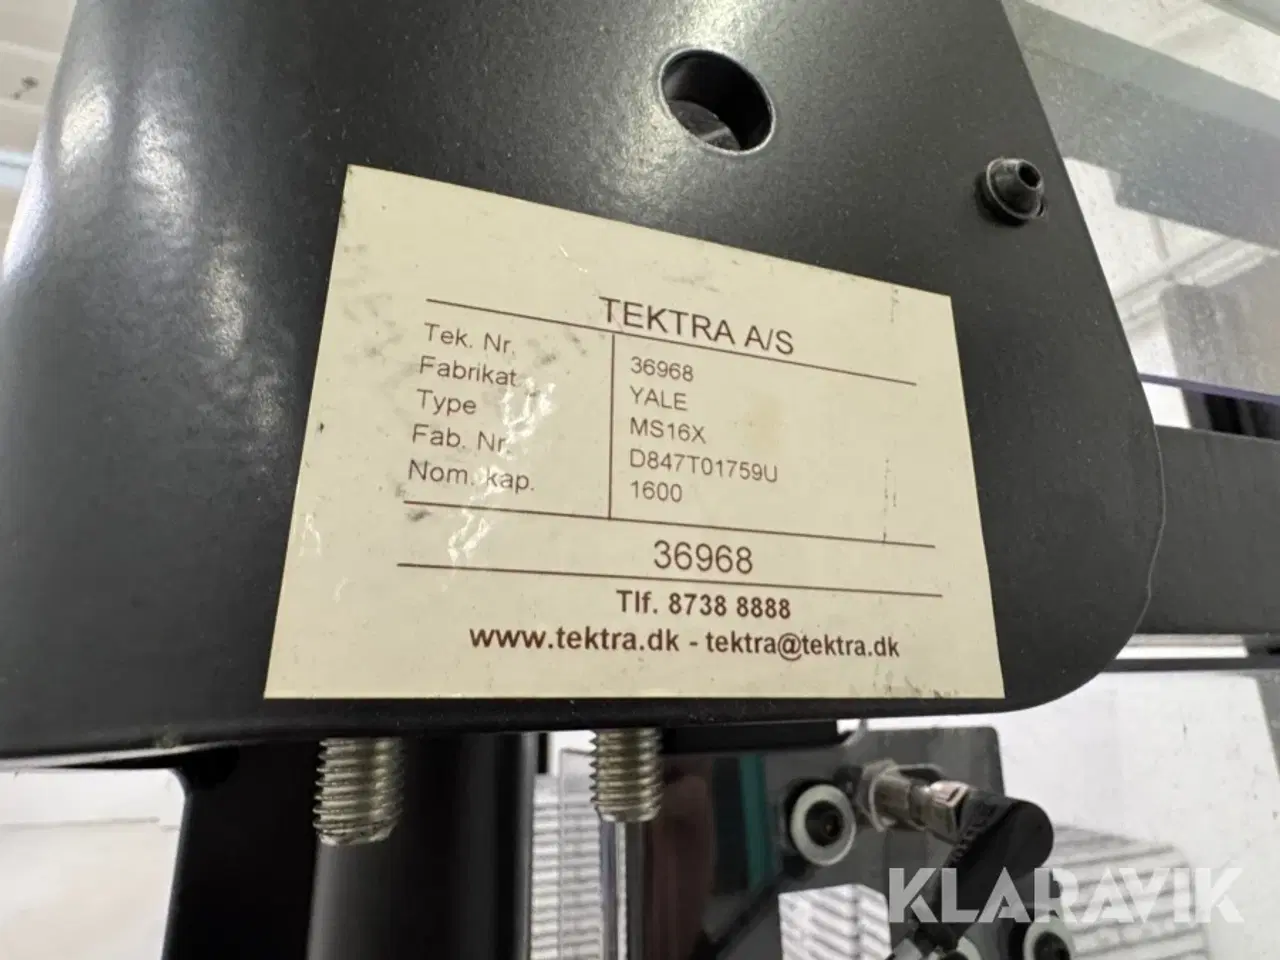 TEKTRA A/S
Tek. Nr. 36968
Fabrikat YALE
Type MS16X
Fab. Nr. D847T01759U
Nom. kap. 1600
36968
Tlf. 8738 8888
www.tektra.dk - tektra@tektra.dk
KLARAVIK